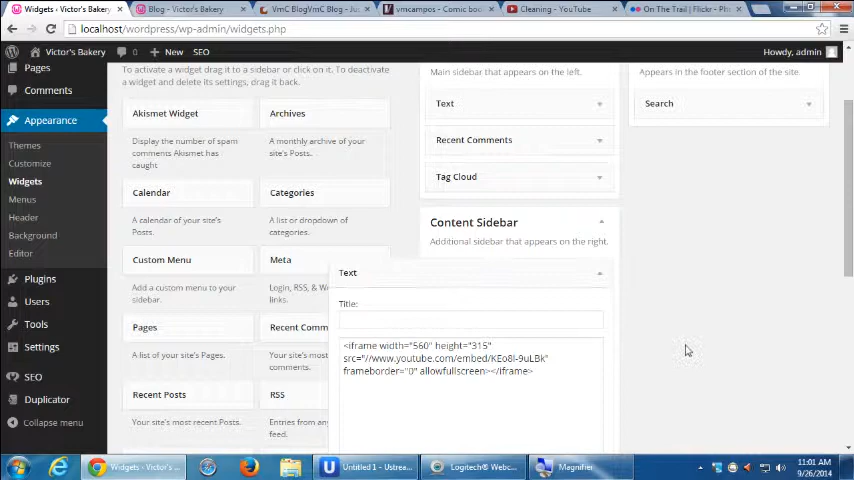 Widgets ‹ Victor's Bakery
Blog - Victor's Bakery
VmC BlogVmC Blog - Jus
vmcampos - Comic bod
Cleaning - YouTube
On The Trail | Flickr - Ph
localhost/wordpress/wp-admin/widgets.php
Victor's Bakery
0
New
SEO
Howdy, admin
Pages
Comments
Appearance
Themes
Customize
Widgets
Menus
Header
Background
Editor
Plugins
Users
Tools
Settings
SEO
Duplicator
Collapse menu
To activate a widget drag it to a sidebar or click on it. To deactivate
a widget and delete its settings, drag it back.
Akismet Widget
Archives
Display the number of spam
comments Akismet has
caught
A monthly archive of your
site's Posts.
Calendar
Categories
A calendar of your site's
Posts.
A list or dropdown of
categories.
Custom Menu
Meta
Add a custom menu to your
sidebar.
Login, RSS, & W
links.
Pages
Recent Comm
A list of your site's Pages.
Your site's most
recent comments.
Recent Posts
RSS
Your site's most recent Posts.
Entries from any
feed.
Main sidebar that appears on the left.
Text
Recent Comments
Tag Cloud
Content Sidebar
Additional sidebar that appears on the right.
Text
Title:
<iframe width="560" height="315"
src="//www.youtube.com/embed/KEo8l-9uLBk"
frameborder="0" allowfullscreen></iframe>
Appears in the footer section of the site.
Search
Widgets ‹ Victor's ...
Untitled 1 - Ustrea...
Logitech® Webc...
Magnifier
11:01 AM
9/26/2014